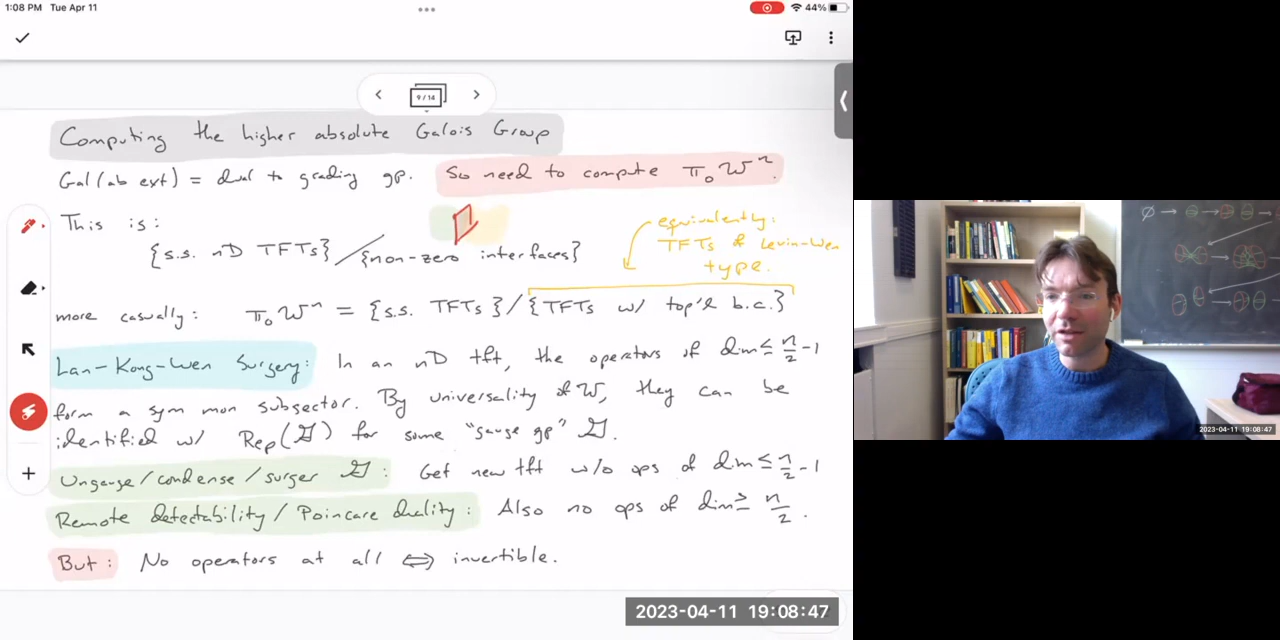 1:08 PM Tue Apr 11
44%
9 / 14
Computing the higher absolute Galois Group
Gal(ab ext) = dual to grading gp. So need to compute π₀ 𝒲ⁿ.
This is:
{s.s. nD TFTs} / {non-zero interfaces}
equivalently:
TFTs of Levin-Wen
type.
more casually: π₀ 𝒲ⁿ = {s.s. TFTs} / {TFTs w/ top'l b.c.}
Lan-Kong-Wen Surgery: In an nD tft, the operators of dim ≤ n/2 - 1
form a sym mon subsector. By universality of 𝒲, they can be
identified w/ Rep(𝒢) for some "gauge gp" 𝒢.
Ungauge/condense/surger 𝒢: Get new tft w/o ops of dim ≤ n/2 - 1
Remote detectability / Poincare duality: Also no ops of dim ≥ n/2.
But: No operators at all ⇔ invertible.
2023-04-11 19:08:47
2023-04-11 19:08:47